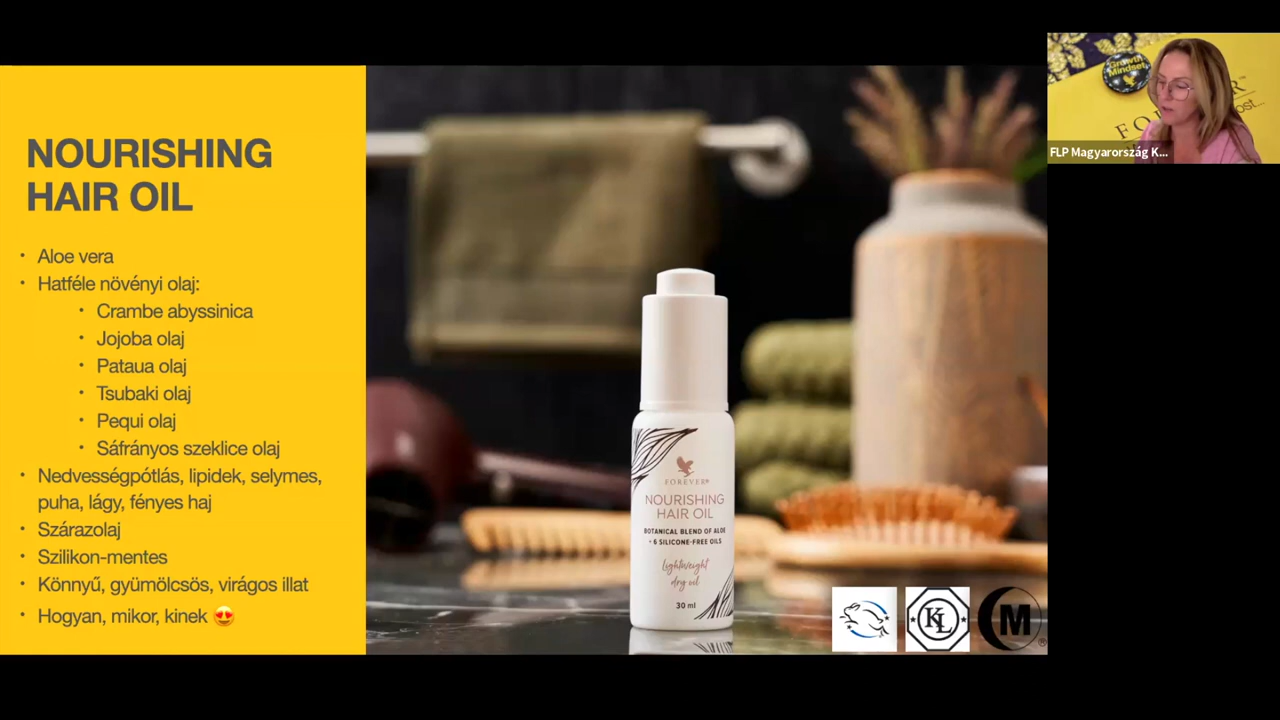 NOURISHING
HAIR OIL
• Aloe vera
• Hatféle növényi olaj:
• Crambe abyssinica
• Jojoba olaj
• Pataua olaj
• Tsubaki olaj
• Pequi olaj
• Sáfrányos szeklice olaj
• Nedvességpótlás, lipidek, selymes,
puha, lágy, fényes haj
• Szárazolaj
• Szilikon-mentes
• Könnyű, gyümölcsös, virágos illat
• Hogyan, mikor, kinek 😍
FOREVER®
NOURISHING
HAIR OIL
BOTANICAL BLEND OF ALOE
+ 6 SILICONE-FREE OILS
Lightweight
dry oil
30 ml
KL
M
®
Growth
Mindset
FLP Magyarország K...